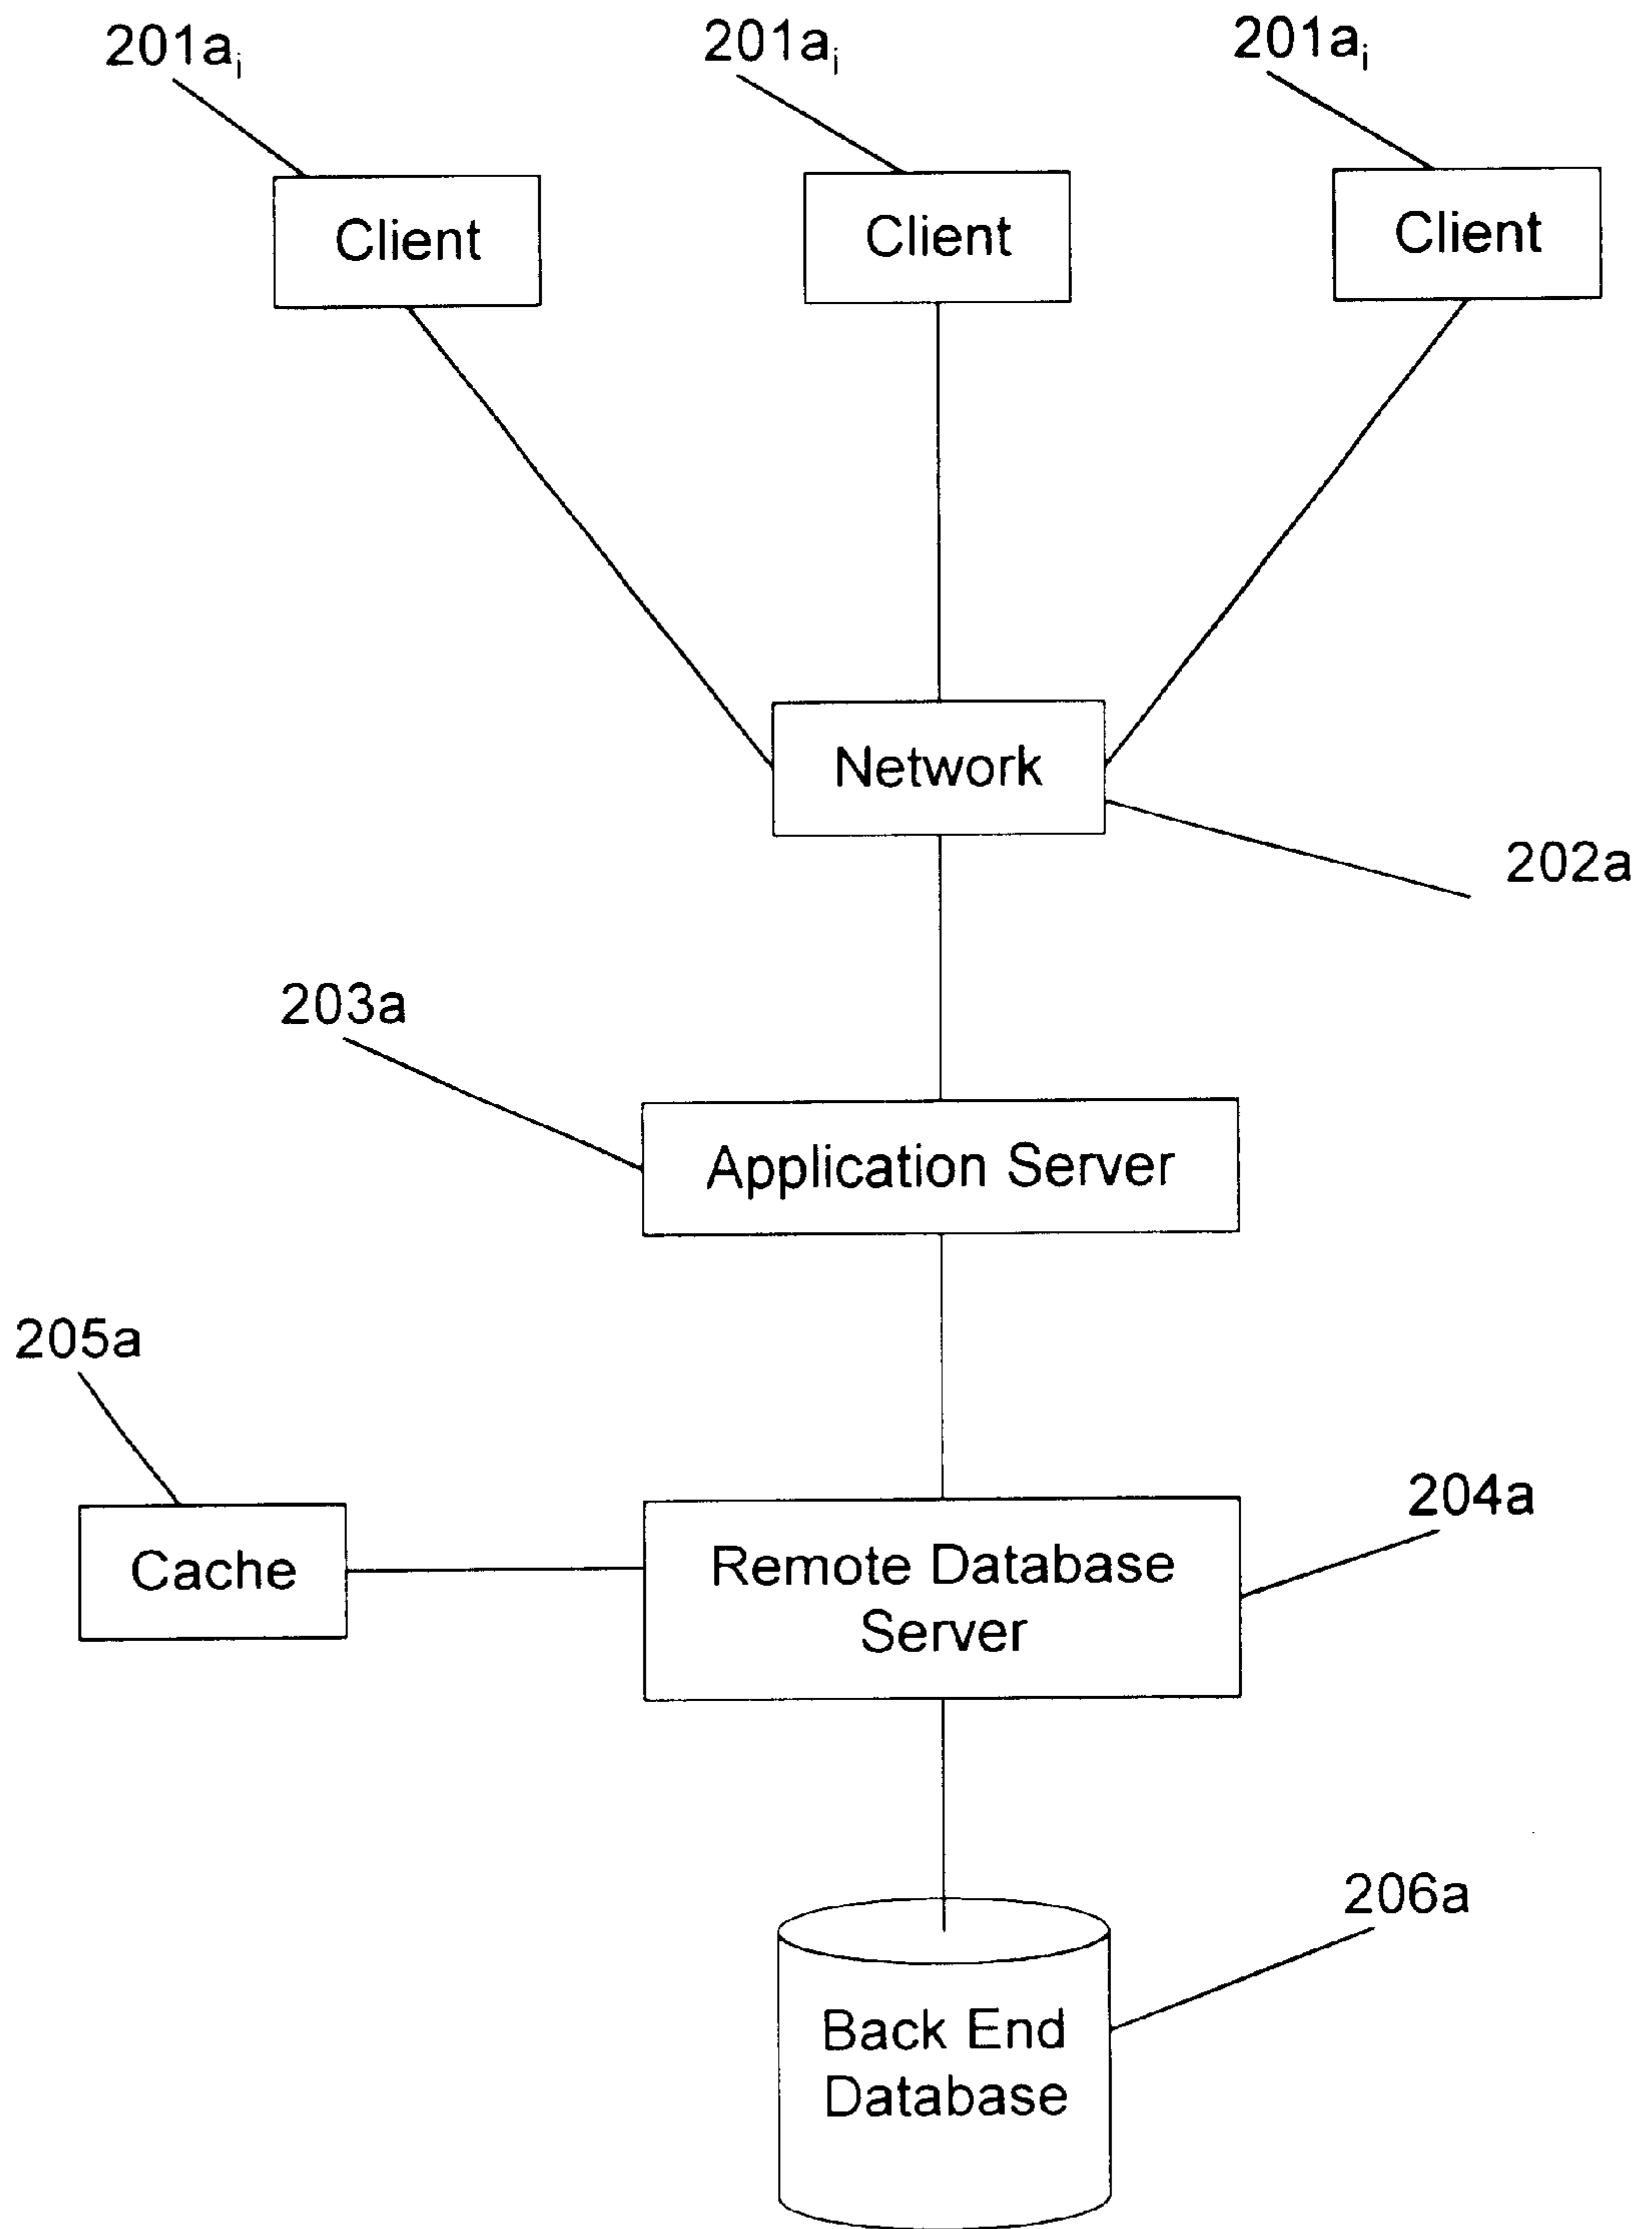 201aᵢ
201aᵢ
201aᵢ
Client
Client
Client
Network
202a
203a
Application Server
205a
204a
Cache
Remote Database
Server
206a
Back End
Database